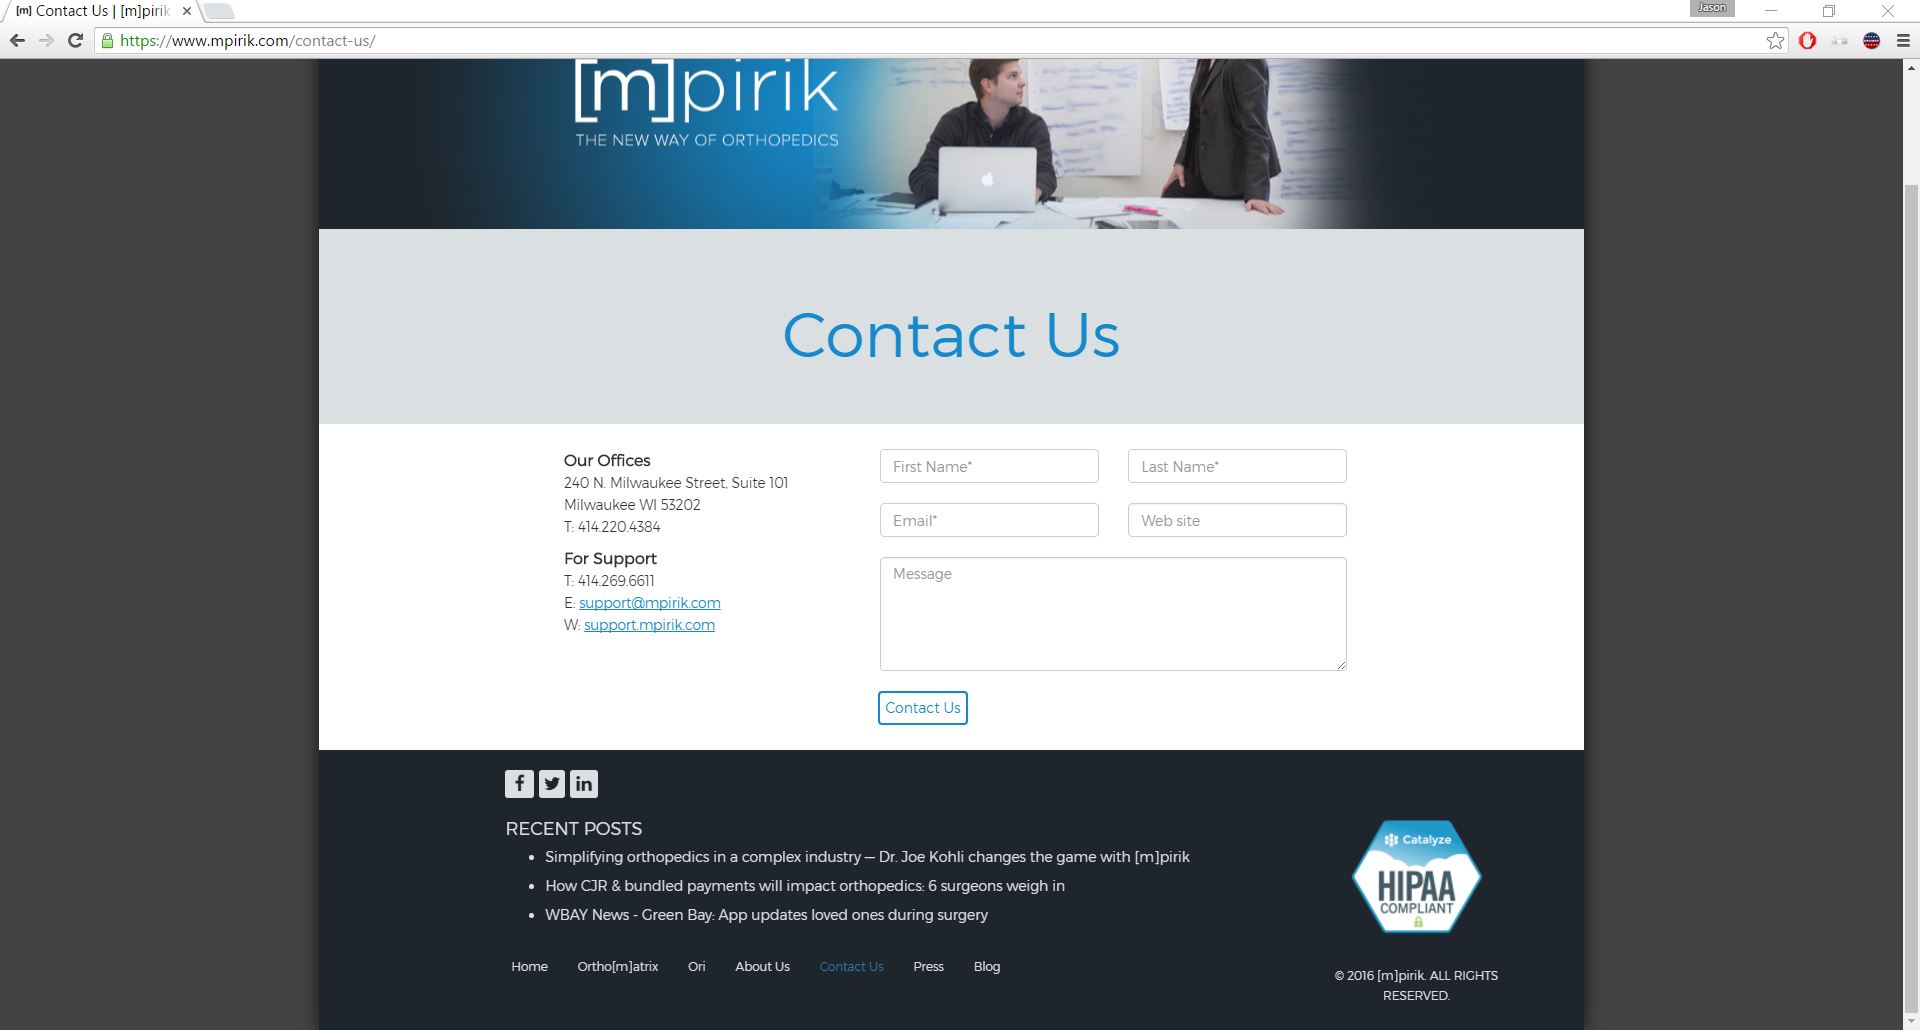 [m] Contact Us | [m]pirik
Jason
https://www.mpirik.com/contact-us/
[m]pirik
THE NEW WAY OF ORTHOPEDICS
Contact Us
Our Offices
240 N. Milwaukee Street, Suite 101
Milwaukee WI 53202
T: 414.220.4384
For Support
T: 414.269.6611
E: support@mpirik.com
W: support.mpirik.com
First Name*
Last Name*
Email*
Web site
Message
Contact Us
RECENT POSTS
Simplifying orthopedics in a complex industry — Dr. Joe Kohli changes the game with [m]pirik
How CJR & bundled payments will impact orthopedics: 6 surgeons weigh in
WBAY News - Green Bay: App updates loved ones during surgery
Catalyze
HIPAA
COMPLIANT
Home Ortho[m]atrix Ori About Us Contact Us Press Blog
© 2016 [m]pirik. ALL RIGHTS
RESERVED.